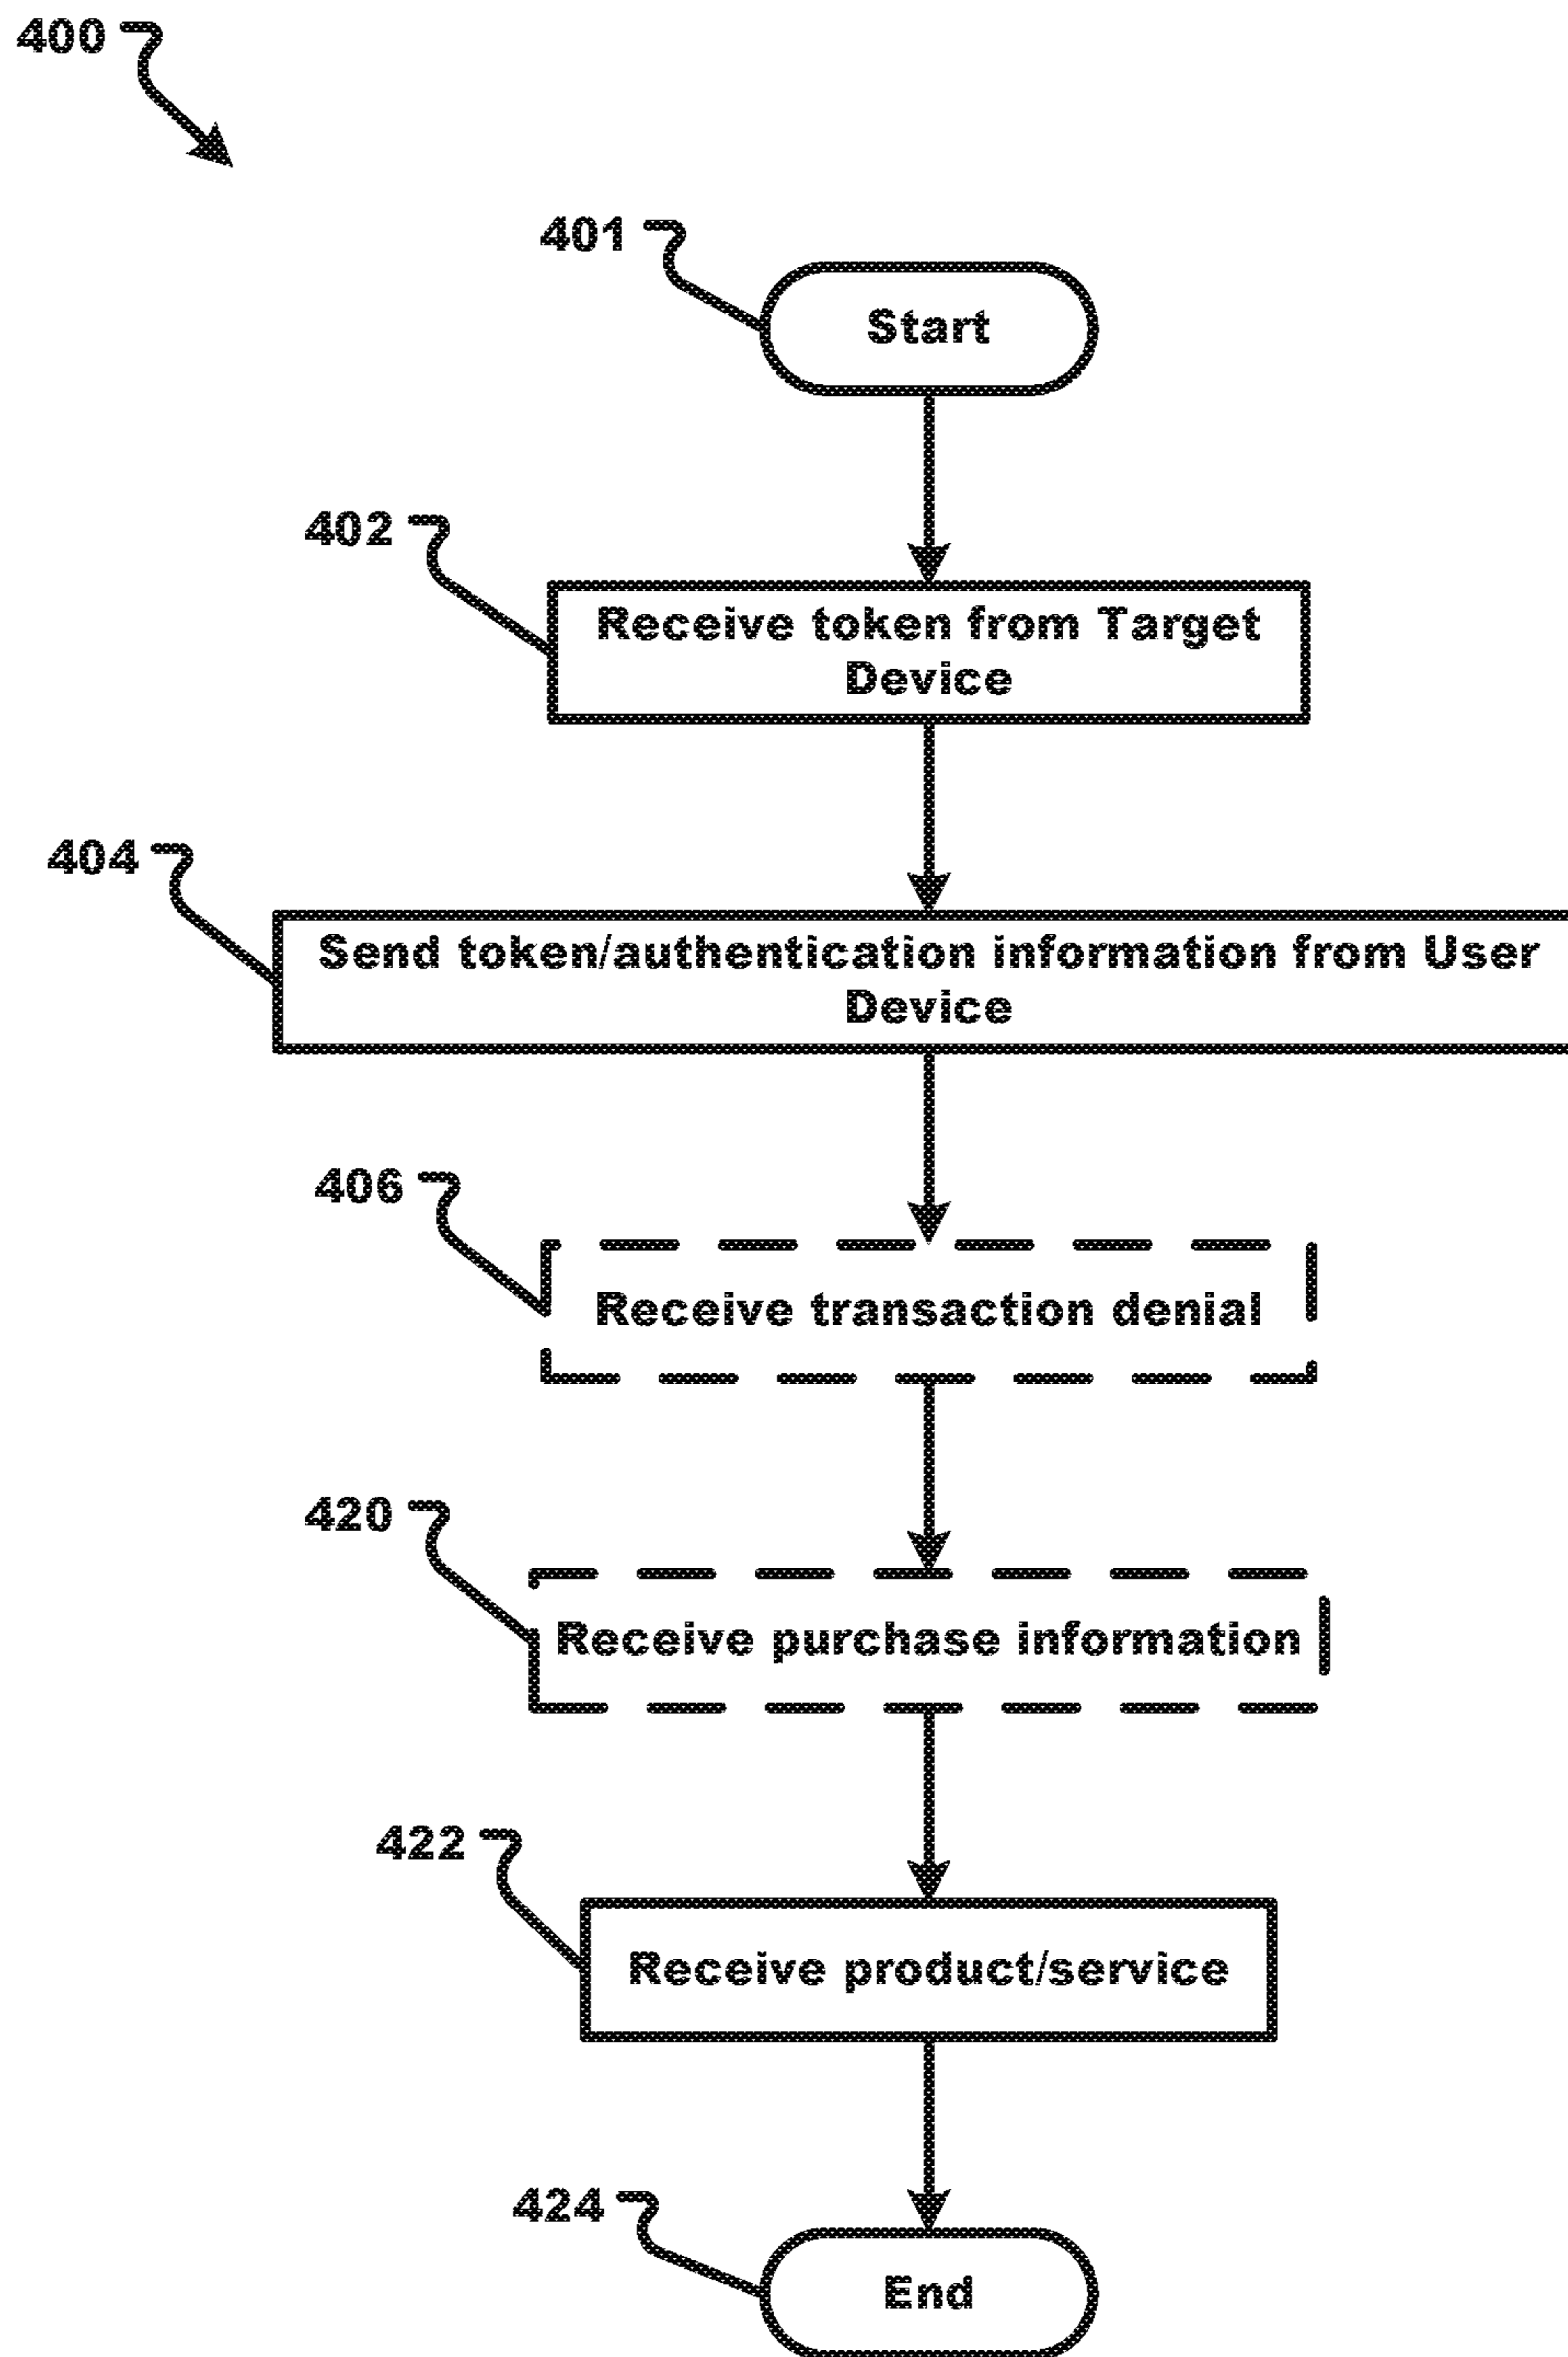 400
401
Start
402
Receive token from Target
Device
404
Send token/authentication information from User
Device
406
Receive transaction denial
420
Receive purchase information
422
Receive product/service
424
End